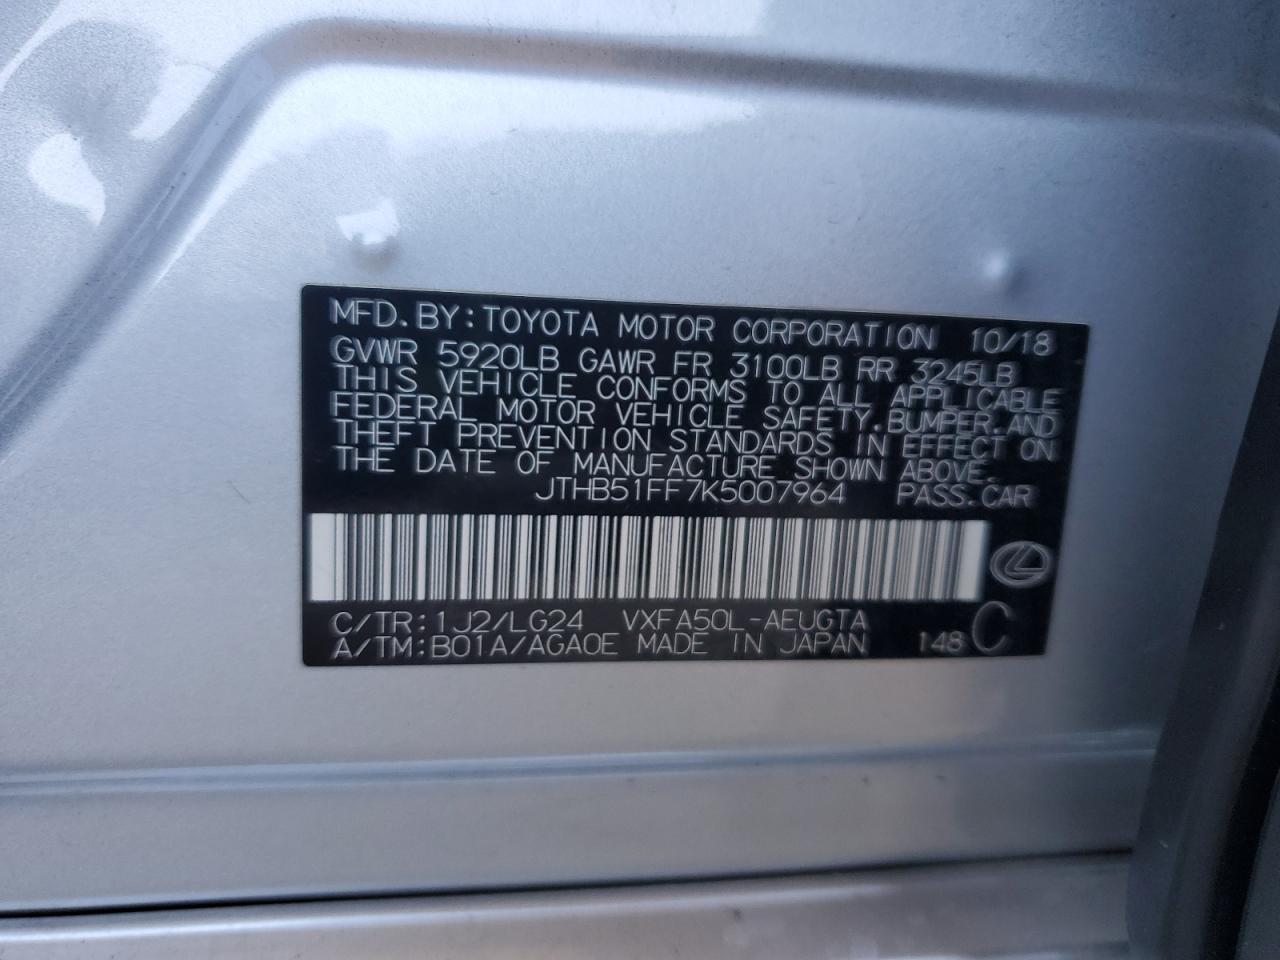 MFD. BY: TOYOTA MOTOR CORPORATION 10/18
GVWR 5920LB GAWR FR 3100LB RR 3245LB
THIS VEHICLE CONFORMS TO ALL APPLICABLE
FEDERAL MOTOR VEHICLE SAFETY, BUMPER, AND
THEFT PREVENTION STANDARDS IN EFFECT ON
THE DATE OF MANUFACTURE SHOWN ABOVE.
JTHB51FF7K5007964 PASS. CAR
C/TR: 1J2/LG24 VXFA50L-AEUGTA
A/TM: B01A/AGA0E MADE IN JAPAN 148 C